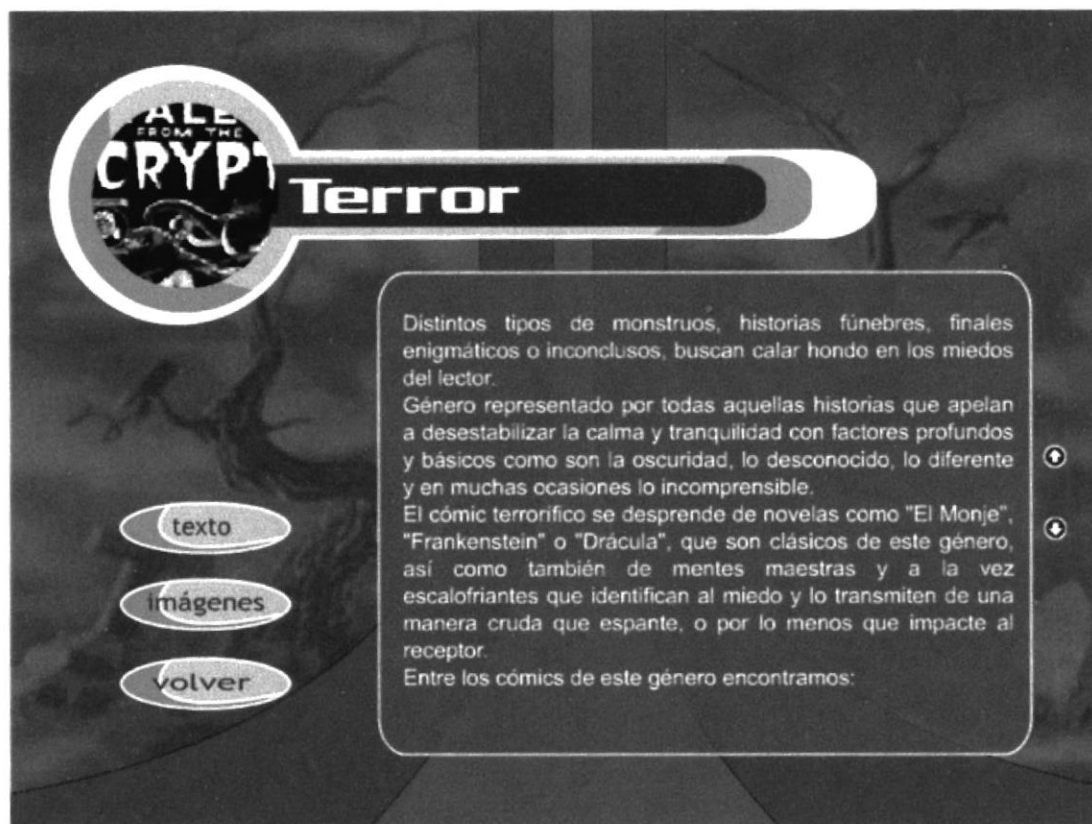 TALE
FROM THE
CRYPT
Terror
Distintos tipos de monstruos, historias fúnebres, finales
enigmáticos o inconclusos, buscan calar hondo en los miedos
del lector.
Género representado por todas aquellas historias que apelan
a desestabilizar la calma y tranquilidad con factores profundos
y básicos como son la oscuridad, lo desconocido, lo diferente
y en muchas ocasiones lo incomprensible.
El cómic terrorífico se desprende de novelas como "El Monje",
"Frankenstein" o "Drácula", que son clásicos de este género,
así como también de mentes maestras y a la vez
escalofriantes que identifican al miedo y lo transmiten de una
manera cruda que espante, o por lo menos que impacte al
receptor.
Entre los cómics de este género encontramos:
texto
imágenes
volver